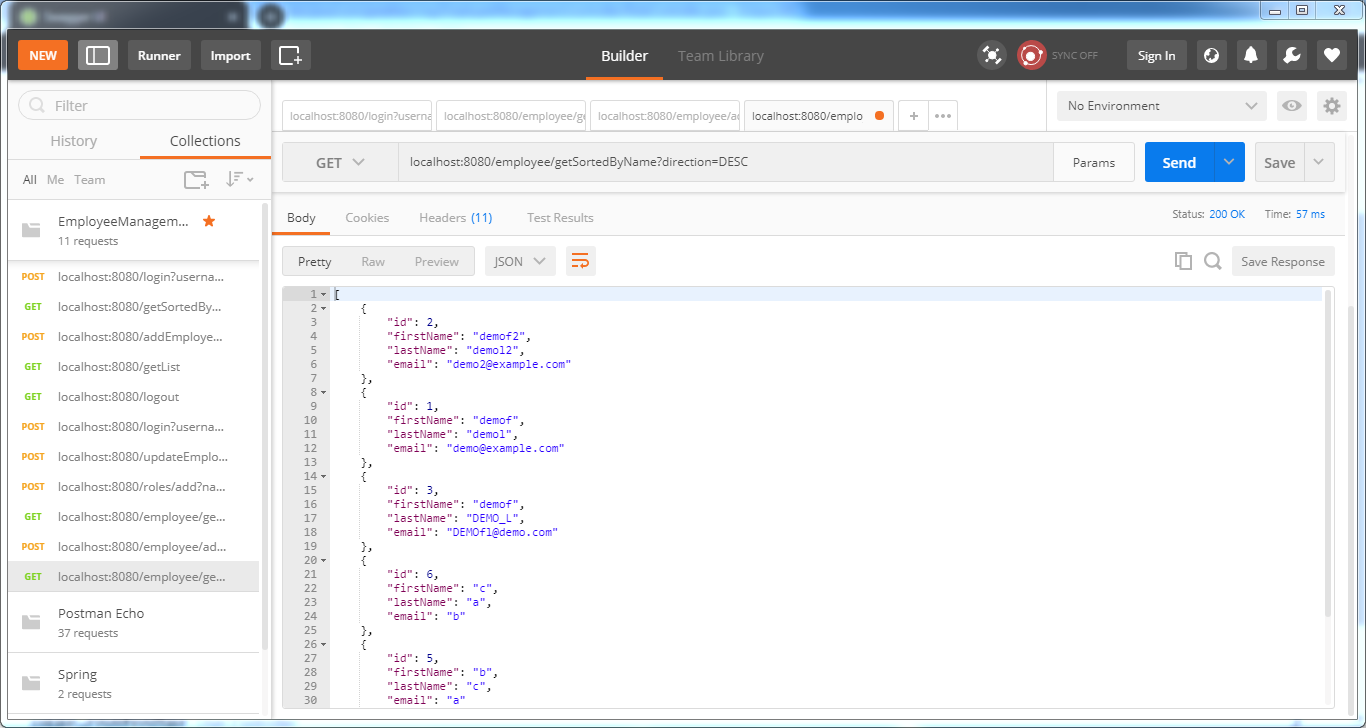 Swagger UI
NEW Runner Import Builder Team Library SYNC OFF Sign In
Filter
History Collections
All Me Team
EmployeeManagem...
11 requests
POST localhost:8080/login?userna...
GET localhost:8080/getSortedBy...
POST localhost:8080/addEmploye...
GET localhost:8080/getList
GET localhost:8080/logout
POST localhost:8080/login?userna...
POST localhost:8080/updateEmplo...
POST localhost:8080/roles/add?na...
GET localhost:8080/employee/ge...
POST localhost:8080/employee/ad...
GET localhost:8080/employee/ge...
Postman Echo
37 requests
Spring
2 requests
localhost:8080/login?userna localhost:8080/employee/ge localhost:8080/employee/ad localhost:8080/emplo + •••
No Environment
GET localhost:8080/employee/getSortedByName?direction=DESC Params Send Save
Body Cookies Headers (11) Test Results Status: 200 OK Time: 57 ms
Pretty Raw Preview JSON Save Response
1 [
2 {
3 "id": 2,
4 "firstName": "demof2",
5 "lastName": "demol2",
6 "email": "demo2@example.com"
7 },
8 {
9 "id": 1,
10 "firstName": "demof",
11 "lastName": "demol",
12 "email": "demo@example.com"
13 },
14 {
15 "id": 3,
16 "firstName": "demof",
17 "lastName": "DEMO_L",
18 "email": "DEMOfl@demo.com"
19 },
20 {
21 "id": 6,
22 "firstName": "c",
23 "lastName": "a",
24 "email": "b"
25 },
26 {
27 "id": 5,
28 "firstName": "b",
29 "lastName": "c",
30 "email": "a"